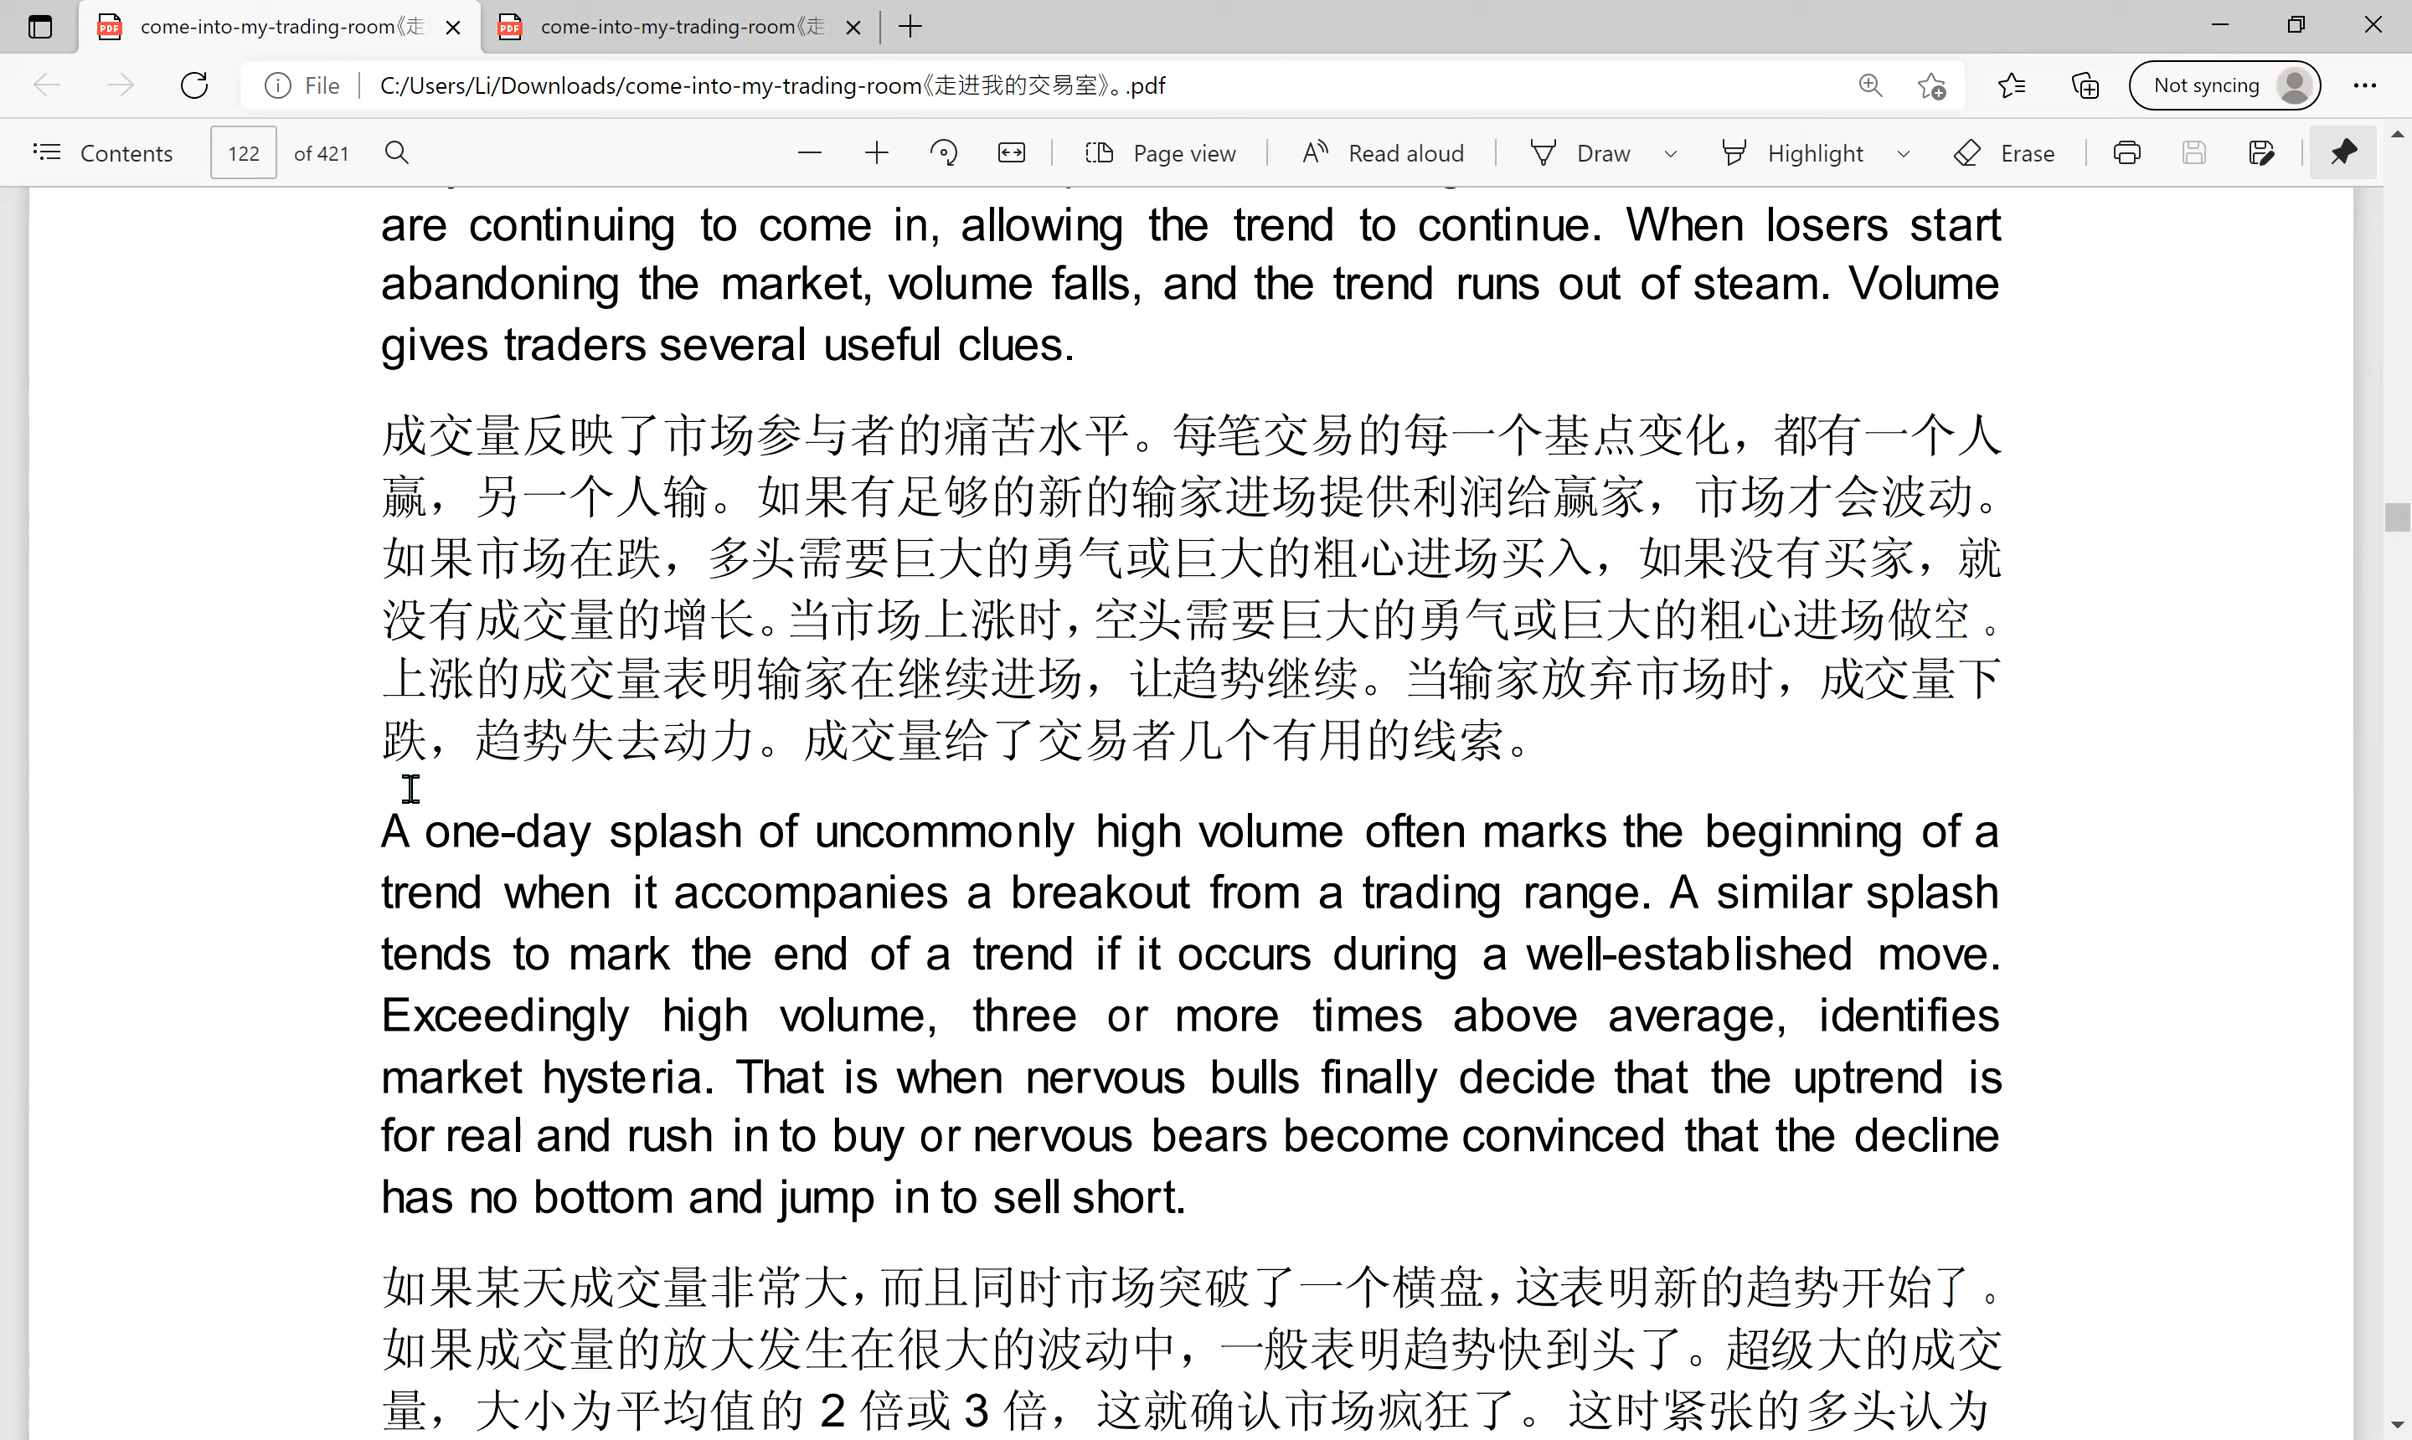 come-into-my-trading-room《走
come-into-my-trading-room《走
File
C:/Users/Li/Downloads/come-into-my-trading-room《走进我的交易室》。.pdf
Not syncing
Contents
122
of 421
Page view
Read aloud
Draw
Highlight
Erase
are continuing to come in, allowing the trend to continue. When losers start
abandoning the market, volume falls, and the trend runs out of steam. Volume
gives traders several useful clues.
成交量反映了市场参与者的痛苦水平。每笔交易的每一个基点变化，都有一个人
赢，另一个人输。如果有足够的新的输家进场提供利润给赢家，市场才会波动。
如果市场在跌，多头需要巨大的勇气或巨大的粗心进场买入，如果没有买家，就
没有成交量的增长。当市场上涨时，空头需要巨大的勇气或巨大的粗心进场做空。
上涨的成交量表明输家在继续进场，让趋势继续。当输家放弃市场时，成交量下
跌，趋势失去动力。成交量给了交易者几个有用的线索。
A one-day splash of uncommonly high volume often marks the beginning of a
trend when it accompanies a breakout from a trading range. A similar splash
tends to mark the end of a trend if it occurs during a well-established move.
Exceedingly high volume, three or more times above average, identifies
market hysteria. That is when nervous bulls finally decide that the uptrend is
for real and rush in to buy or nervous bears become convinced that the decline
has no bottom and jump in to sell short.
如果某天成交量非常大，而且同时市场突破了一个横盘，这表明新的趋势开始了。
如果成交量的放大发生在很大的波动中，一般表明趋势快到头了。超级大的成交
量，大小为平均值的 2 倍或 3 倍，这就确认市场疯狂了。这时紧张的多头认为